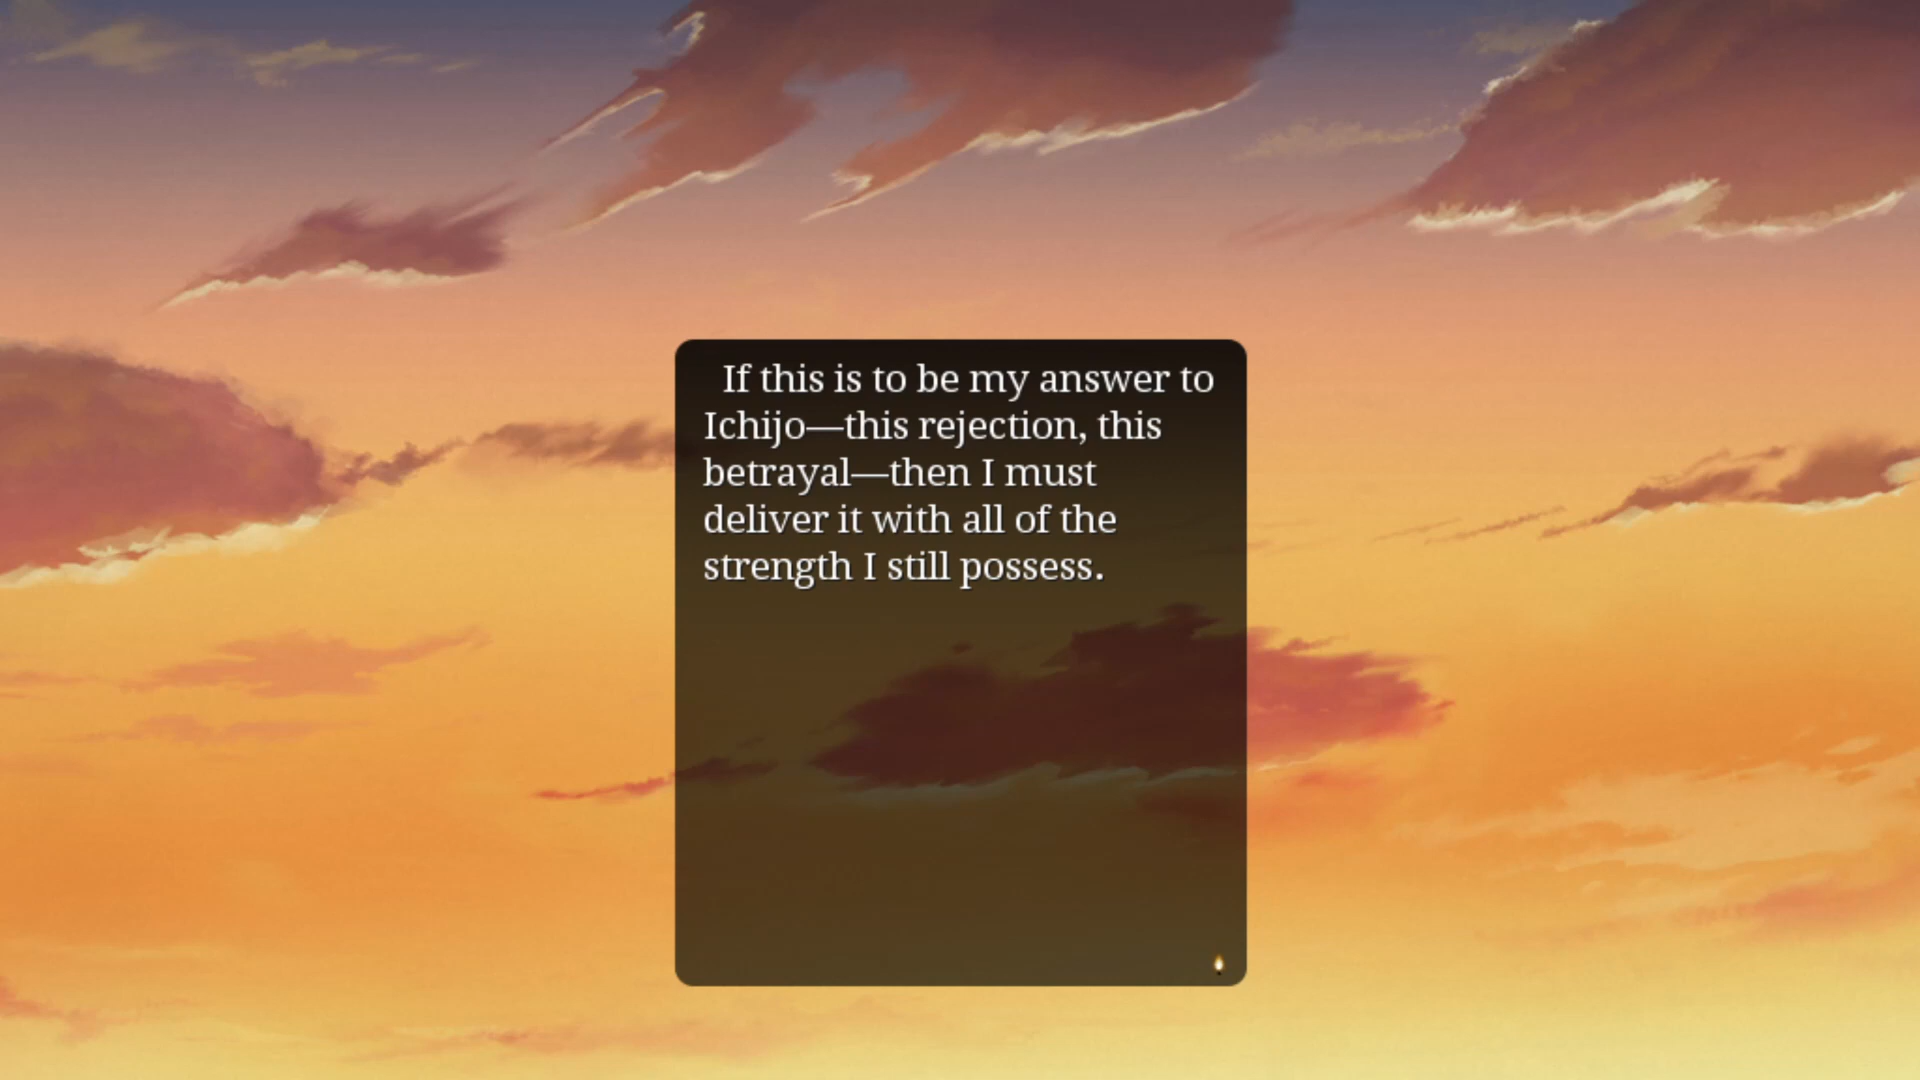 If this is to be my answer to
Ichijo—this rejection, this
betrayal—then I must
deliver it with all of the
strength I still possess.